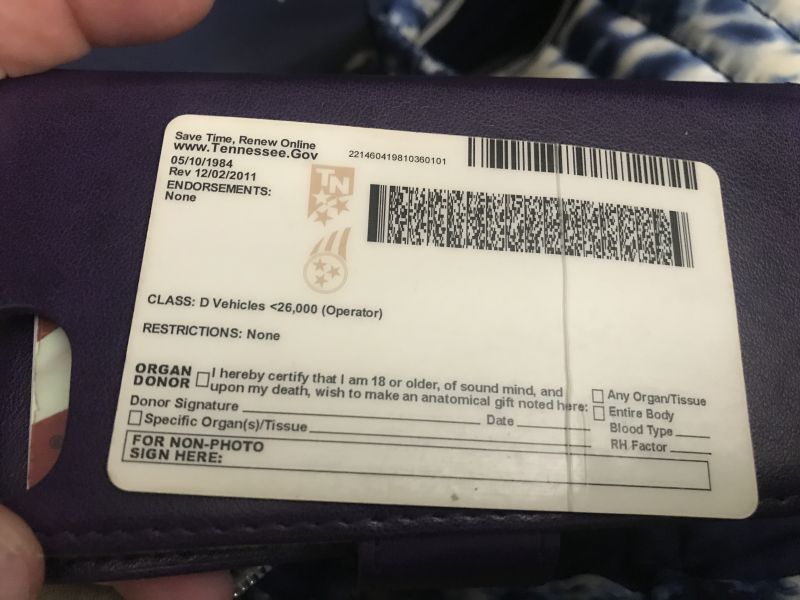 Save Time, Renew Online
www.Tennessee.Gov
221460419810360101
05/10/1984
Rev 12/02/2011
ENDORSEMENTS:
None
TN
CLASS: D Vehicles <26,000 (Operator)
RESTRICTIONS: None
ORGAN DONOR
I hereby certify that I am 18 or older, of sound mind, and
upon my death, wish to make an anatomical gift noted here:
Donor Signature Date
Specific Organ(s)/Tissue
Any Organ/Tissue
Entire Body
Blood Type
RH Factor
FOR NON-PHOTO
SIGN HERE: